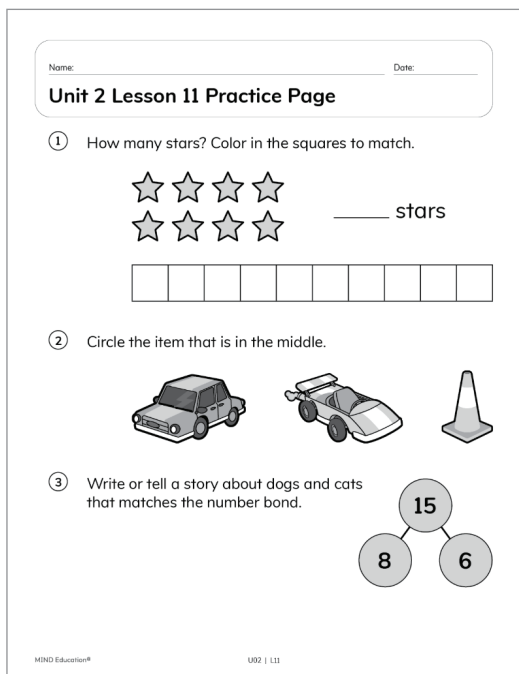 Name: Date:
Unit 2 Lesson 11 Practice Page
1 How many stars? Color in the squares to match.
_____ stars
2 Circle the item that is in the middle.
3 Write or tell a story about dogs and cats
that matches the number bond.
15
8 6
MIND Education® U02 | L11